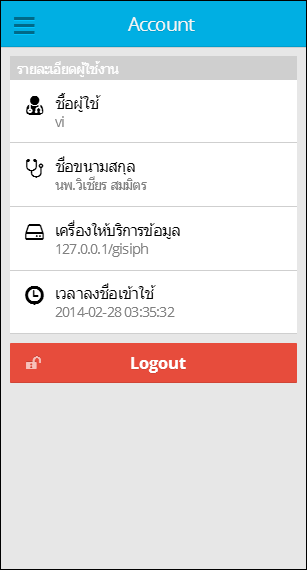 Account
รายละเอียดผู้ใช้งาน
ชื่อผู้ใช้
vi
ชื่อขนามสกุล
นพ.วิเชียร สมมิตร
เครื่องให้บริการข้อมูล
127.0.0.1/gisiph
เวลาลงชื่อเข้าใช้
2014-02-28 03:35:32
Logout